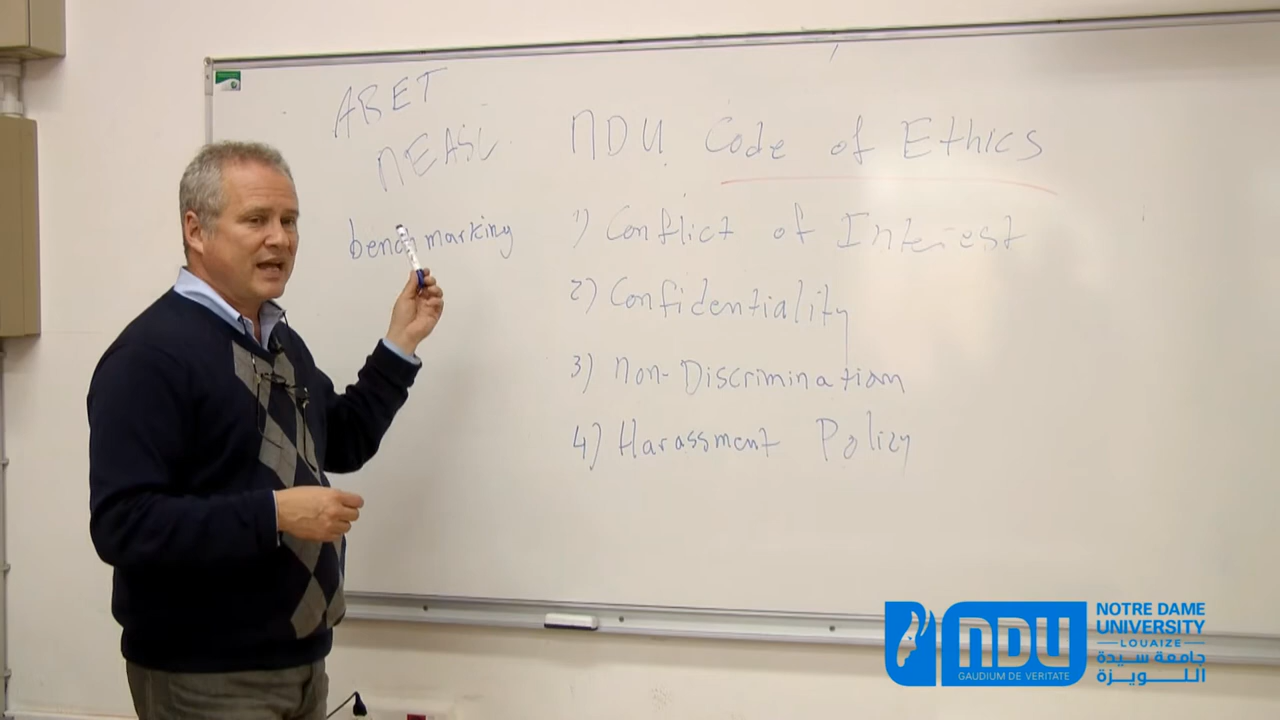 ABET
NEASC
benchmarking
NDU Code of Ethics
1) Conflict of Interest
2) Confidentiality
3) Non-Discrimination
4) Harassment Policy
NDU
GAUDIUM DE VERITATE
NOTRE DAME
UNIVERSITY
LOUAIZE
جامعة سيدة
اللويزة